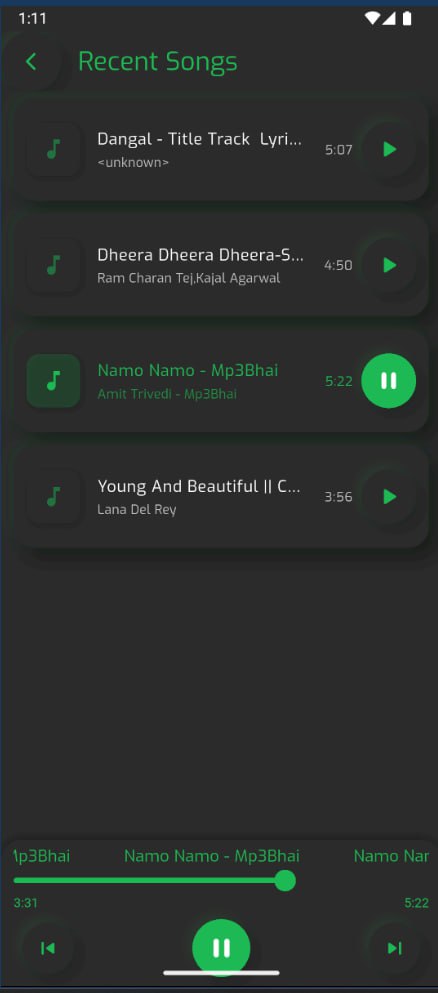 1:11
Recent Songs
Dangal - Title Track Lyri...
<unknown>
5:07
Dheera Dheera Dheera-S...
Ram Charan Tej,Kajal Agarwal
4:50
Namo Namo - Mp3Bhai
Amit Trivedi - Mp3Bhai
5:22
Young And Beautiful || C...
Lana Del Rey
3:56
Mp3Bhai Namo Namo - Mp3Bhai Namo Nar
3:31 5:22